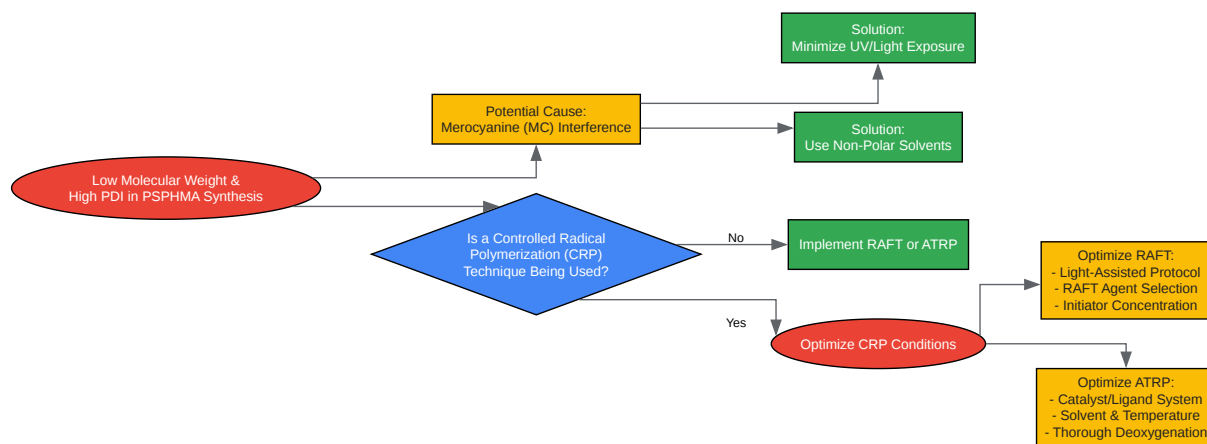 Solution:
Minimize UV/Light Exposure
Potential Cause:
Merocyanine (MC) Interference
Solution:
Use Non-Polar Solvents
Low Molecular Weight &
High PDI in PSPHMA Synthesis
Is a Controlled Radical
Polymerization (CRP)
Technique Being Used?
No
Implement RAFT or ATRP
Yes
Optimize CRP Conditions
Optimize RAFT:
- Light-Assisted Protocol
- RAFT Agent Selection
- Initiator Concentration
Optimize ATRP:
- Catalyst/Ligand System
- Solvent & Temperature
- Thorough Deoxygenation